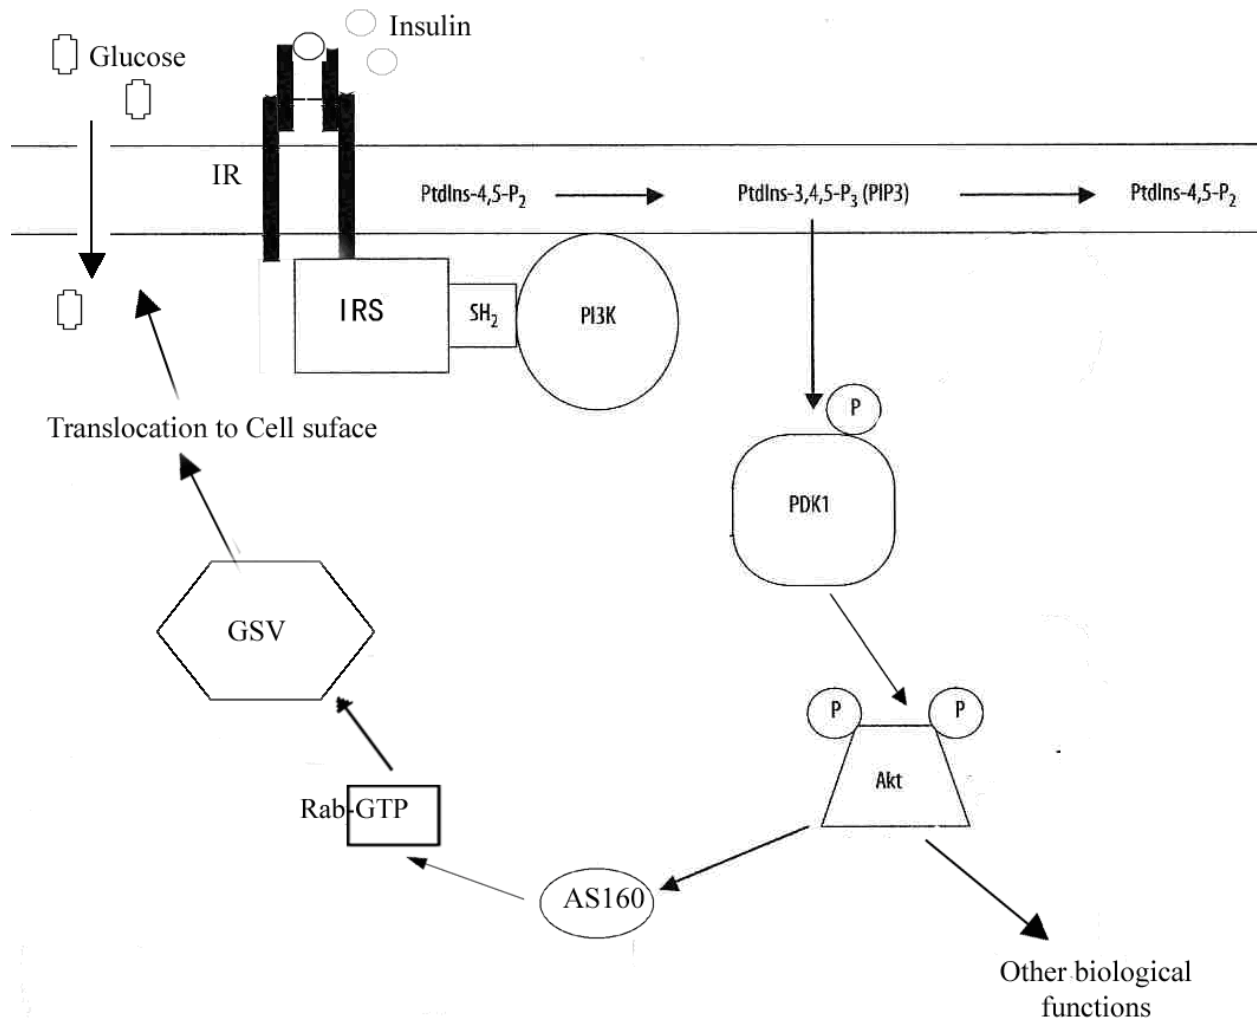 Insulin
Glucose
IR
PtdIns-4,5-P₂
PtdIns-3,4,5-P₃ (PIP3)
PtdIns-4,5-P₂
IRS
SH₂
PI3K
P
Translocation to Cell suface
PDK1
GSV
P
P
Akt
Rab-GTP
AS160
Other biological
functions